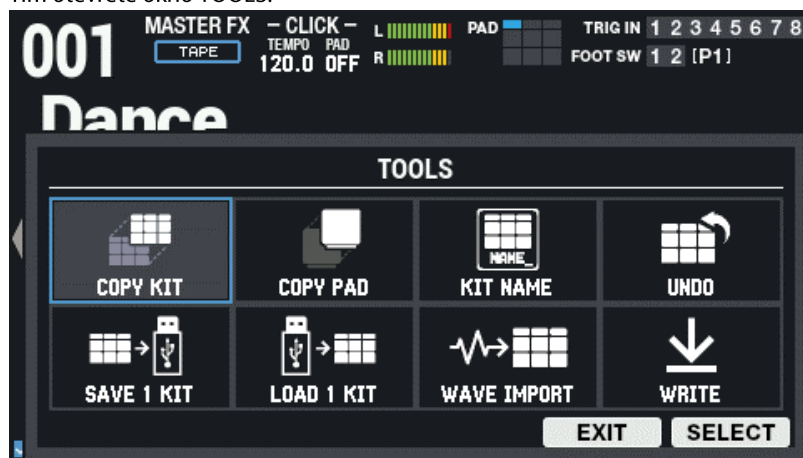 MASTER FX – CLICK – L PAD TRIG IN 1 2 3 4 5 6 7 8
001 TAPE TEMPO PAD R FOOT SW 1 2 [P1]
120.0 OFF
Dance
TOOLS
COPY KIT COPY PAD KIT NAME UNDO
NAME_
SAVE 1 KIT LOAD 1 KIT WAVE IMPORT WRITE
EXIT SELECT